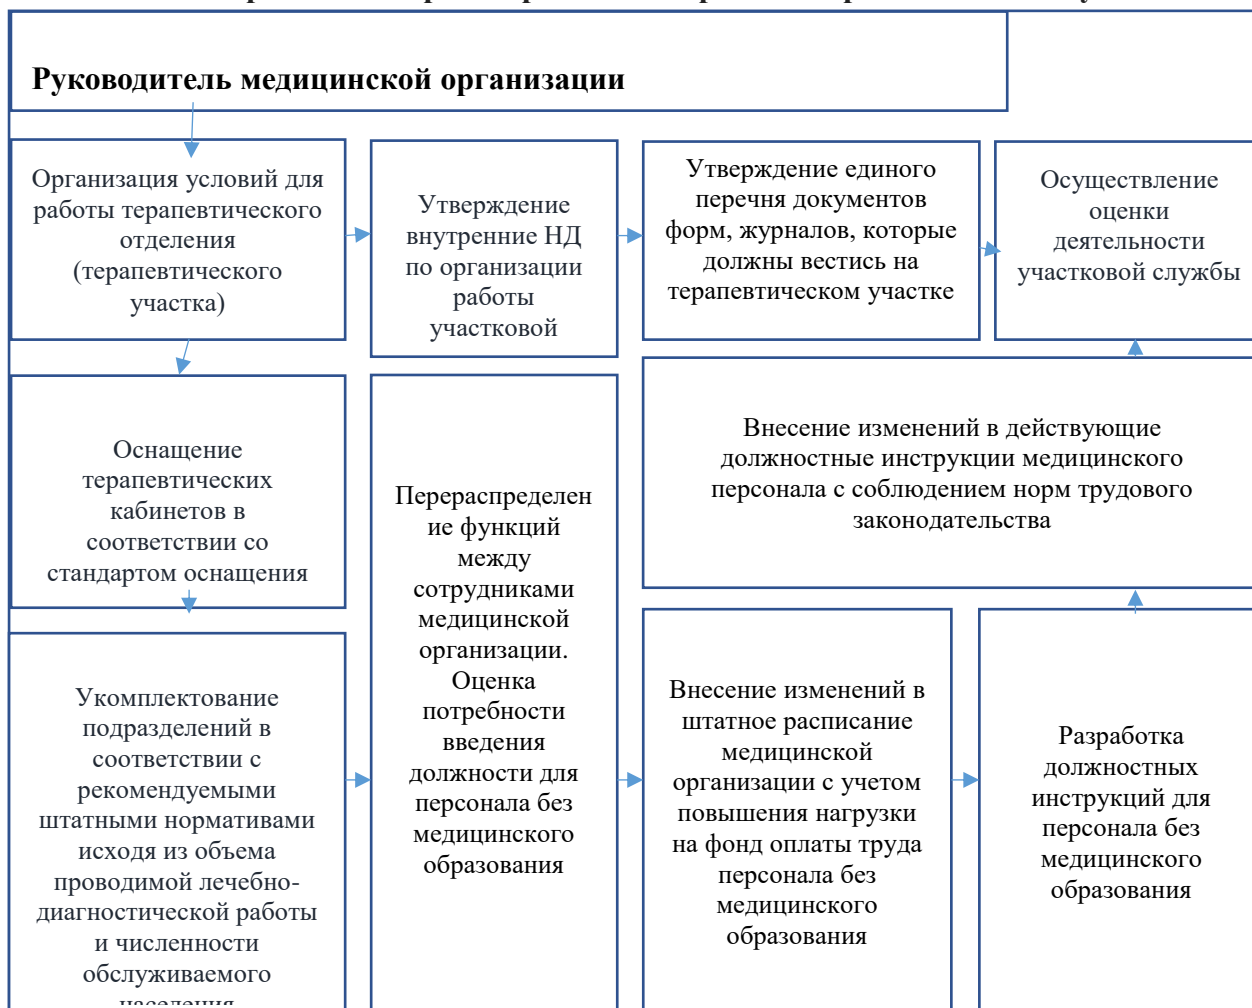 Руководитель медицинской организации
Организация условий для
работы терапевтического
отделения
(терапевтического
участка)
Утверждение
внутренние НД
по организации
работы
участковой
Утверждение единого
перечня документов
форм, журналов, которые
должны вестись на
терапевтическом участке
Осуществление
оценки
деятельности
участковой службы
Оснащение
терапевтических
кабинетов в
соответствии со
стандартом оснащения
Перераспределен
ие функций
между
сотрудниками
медицинской
организации.
Оценка
потребности
введения
должности для
персонала без
медицинского
образования
Внесение изменений в действующие
должностные инструкции медицинского
персонала с соблюдением норм трудового
законодательства
Укомплектование
подразделений в
соответствии с
рекомендуемыми
штатными нормативами
исходя из объема
проводимой лечебно-
диагностической работы
и численности
обслуживаемого
населения
Внесение изменений в
штатное расписание
медицинской
организации с учетом
повышения нагрузки
на фонд оплаты труда
персонала без
медицинского
образования
Разработка
должностных
инструкций для
персонала без
медицинского
образования